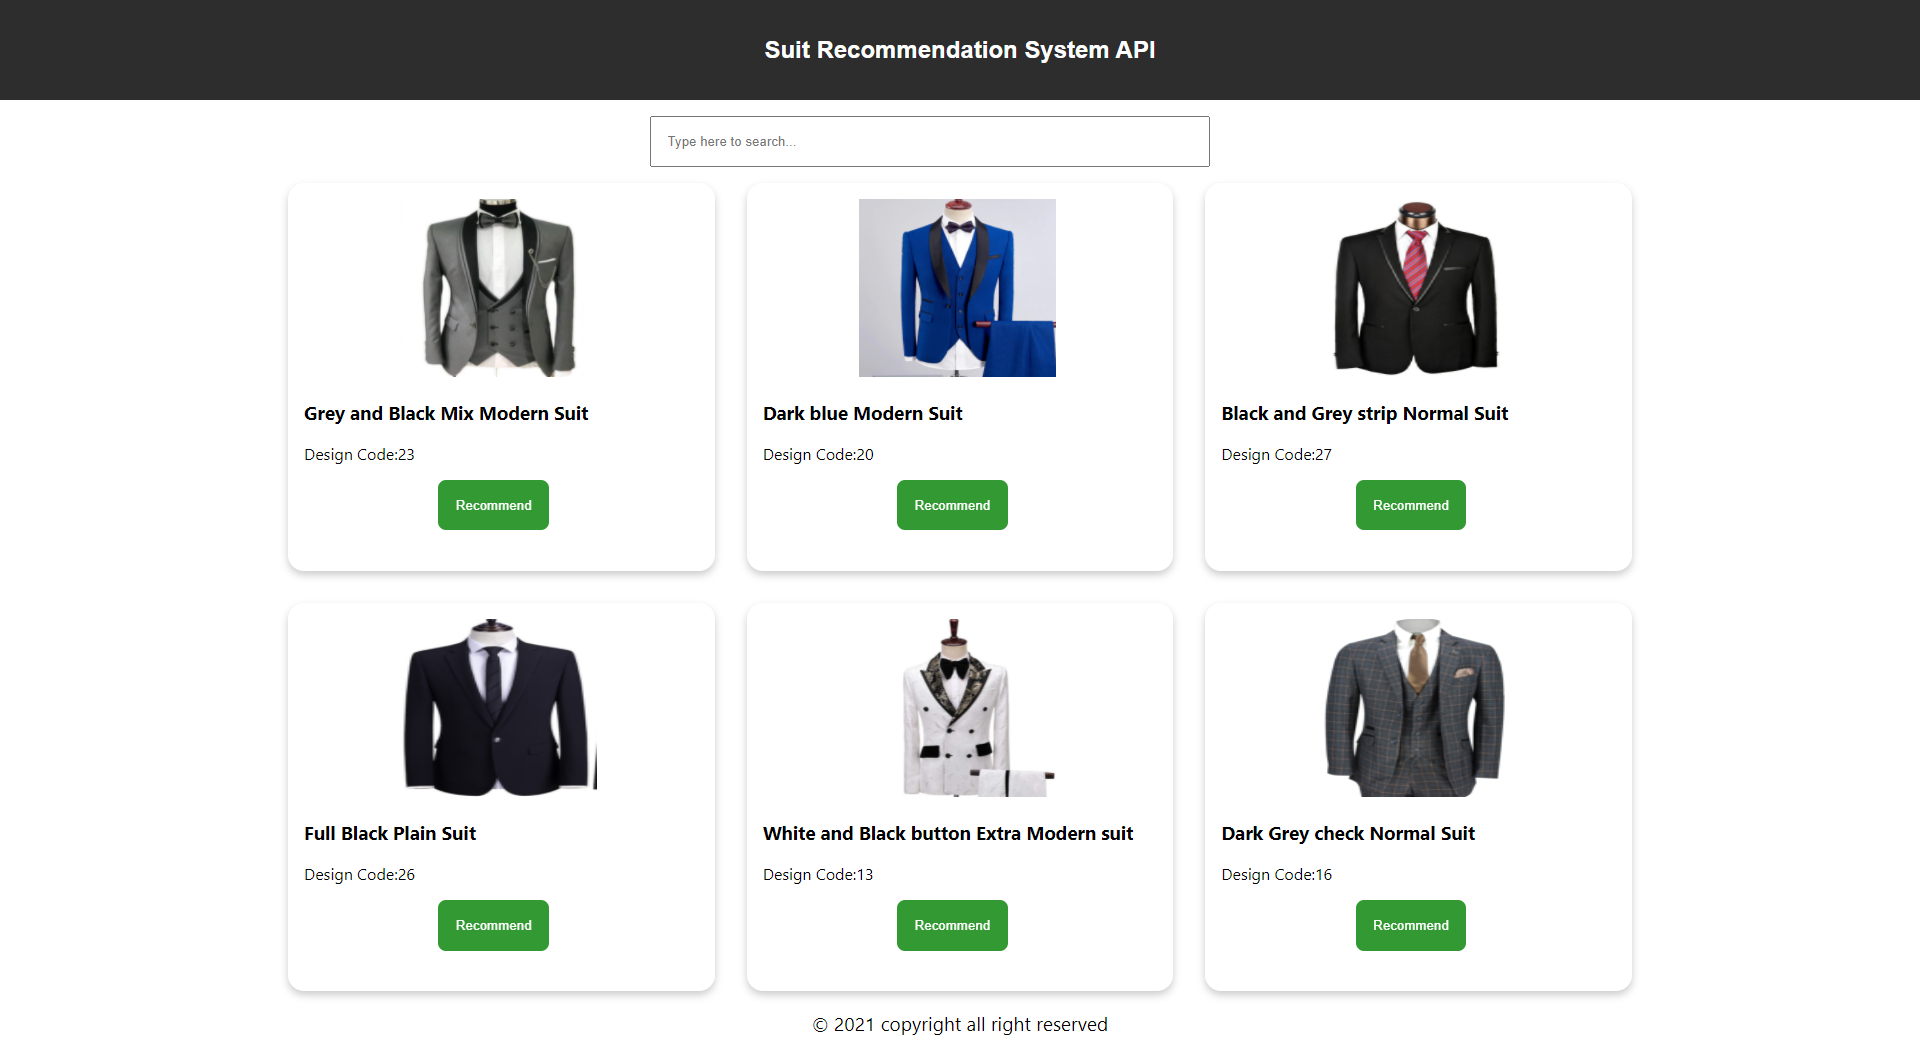 Suit Recommendation System API
Type here to search...
Grey and Black Mix Modern Suit
Design Code:23
Recommend
Dark blue Modern Suit
Design Code:20
Recommend
Black and Grey strip Normal Suit
Design Code:27
Recommend
Full Black Plain Suit
Design Code:26
Recommend
White and Black button Extra Modern suit
Design Code:13
Recommend
Dark Grey check Normal Suit
Design Code:16
Recommend
© 2021 copyright all right reserved